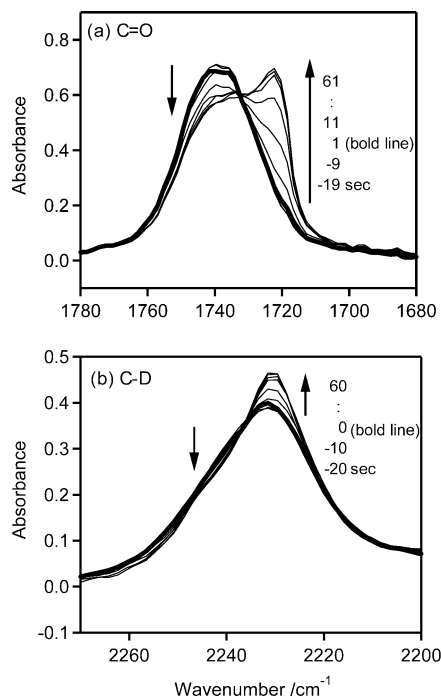 (a) C=O
Absorbance
0.8
0.6
0.4
0.2
0.0
61
:
11
1 (bold line)
-9
-19 sec
1780 1760 1740 1720 1700 1680
(b) C-D
Absorbance
0.5
0.4
0.3
0.2
0.1
0.0
-0.1
60
:
0 (bold line)
-10
-20 sec
2260 2240 2220 2200
Wavenumber /cm⁻¹